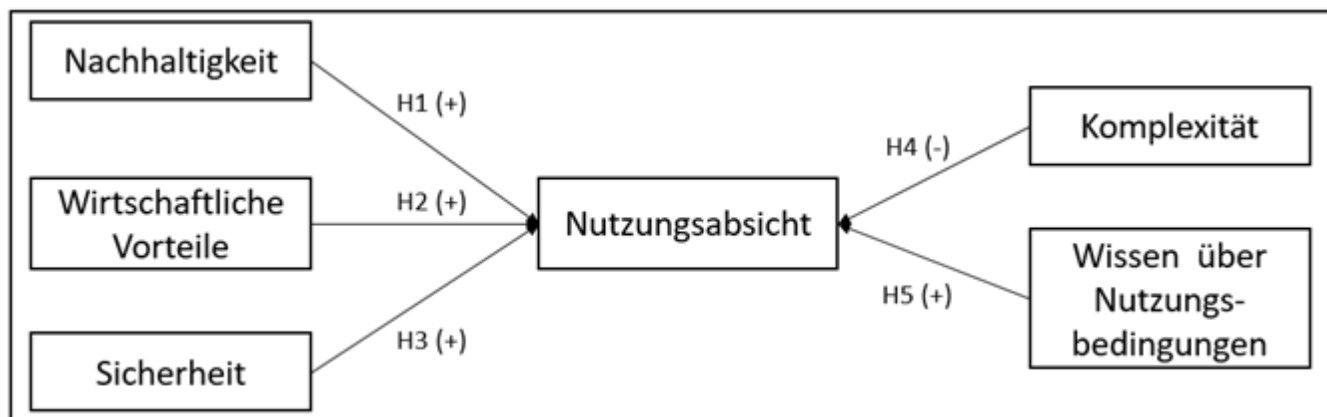 Nachhaltigkeit
H1 (+)
Wirtschaftliche
Vorteile
H2 (+)
Sicherheit
H3 (+)
Nutzungsabsicht
H4 (-)
Komplexität
H5 (+)
Wissen über
Nutzungs-
bedingungen